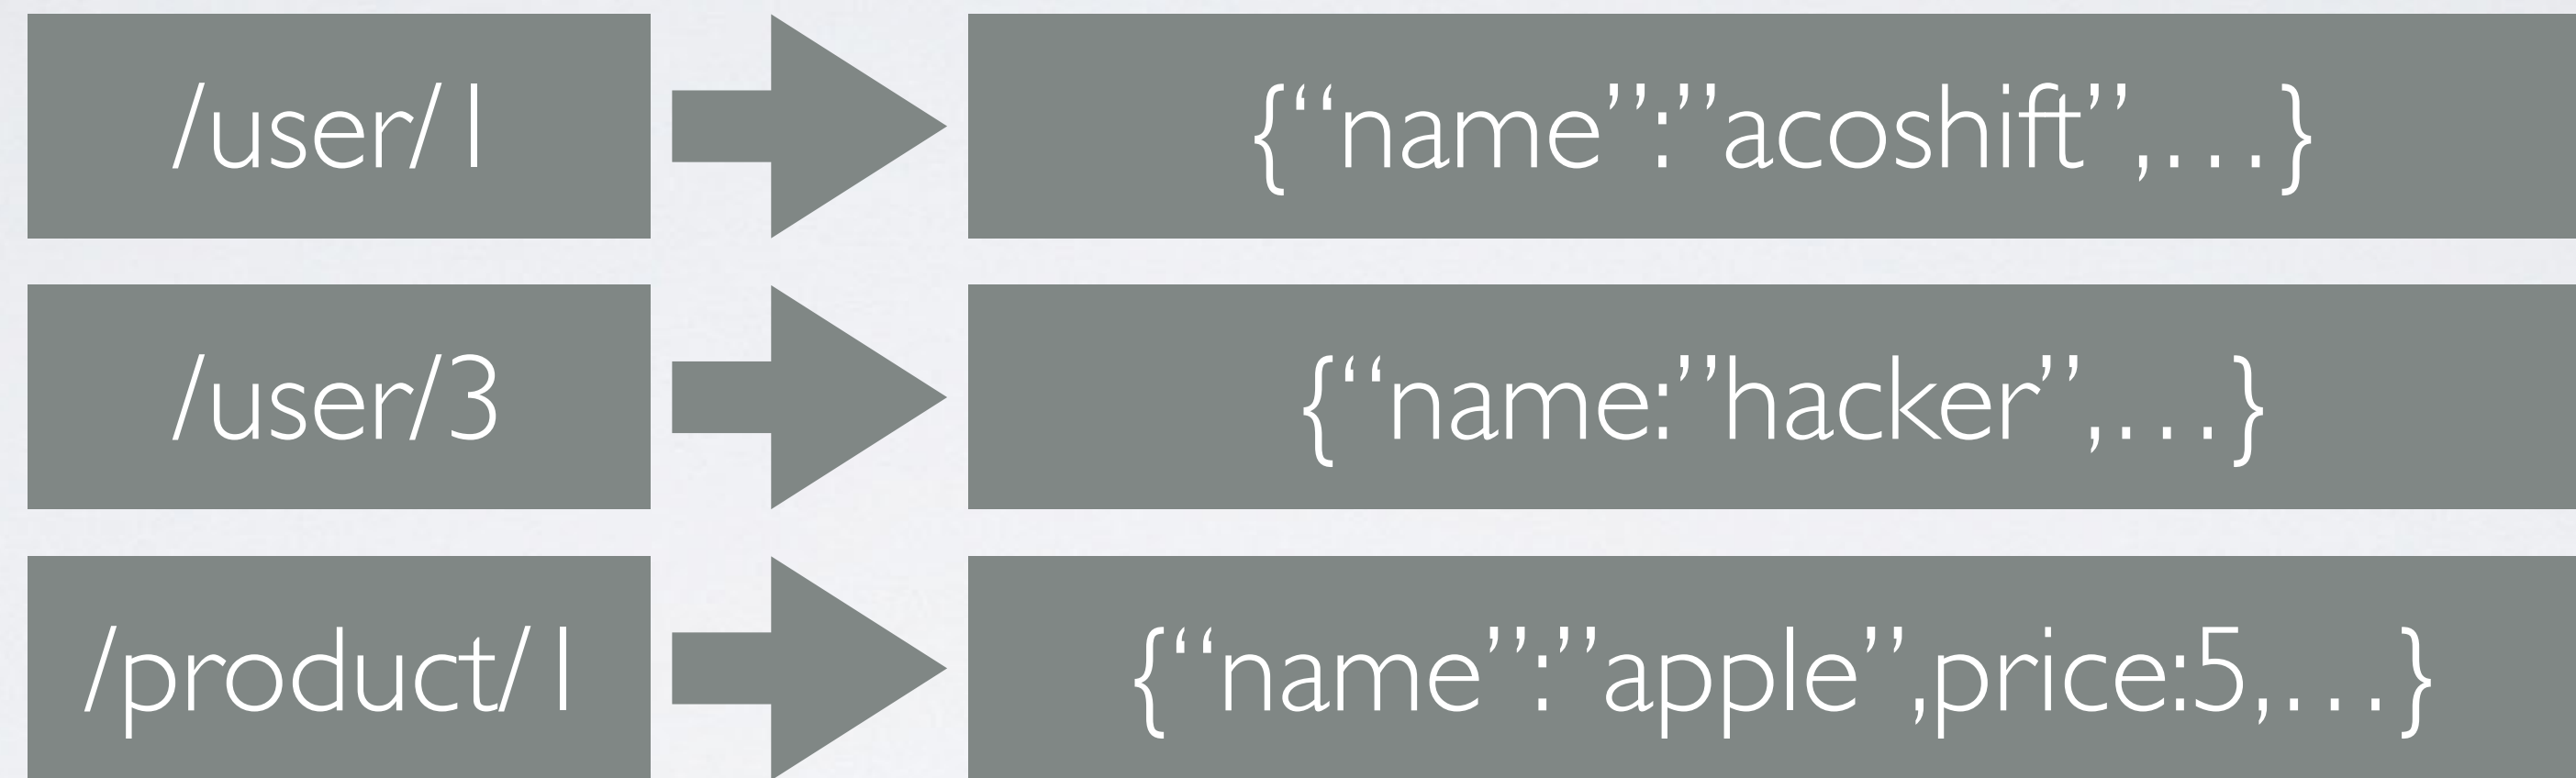 /user/1
{“name”:”acoshift”,…}
/user/3
{“name:”hacker”,…}
/product/1
{“name”:”apple”,price:5,…}